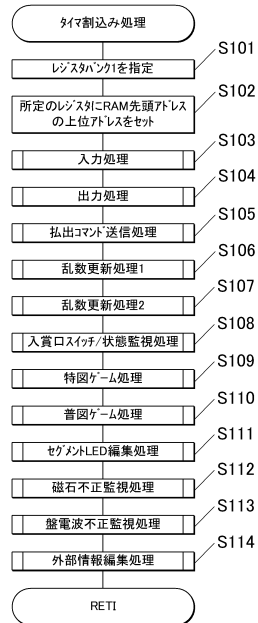 ﾀｲﾏ割込み処理
S101
ﾚｼﾞｽﾀﾊﾞﾝｸ1を指定
S102
所定のﾚｼﾞｽﾀにRAM先頭ｱﾄﾞﾚｽ
の上位ｱﾄﾞﾚｽをｾｯﾄ
S103
入力処理
S104
出力処理
S105
払出ｺﾏﾝﾄﾞ送信処理
S106
乱数更新処理1
S107
乱数更新処理2
S108
入賞口ｽｲｯﾁ/状態監視処理
S109
特図ｹﾞｰﾑ処理
S110
普図ｹﾞｰﾑ処理
S111
ｾｸﾞﾒﾝﾄLED編集処理
S112
磁石不正監視処理
S113
盤電波不正監視処理
S114
外部情報編集処理
RETI